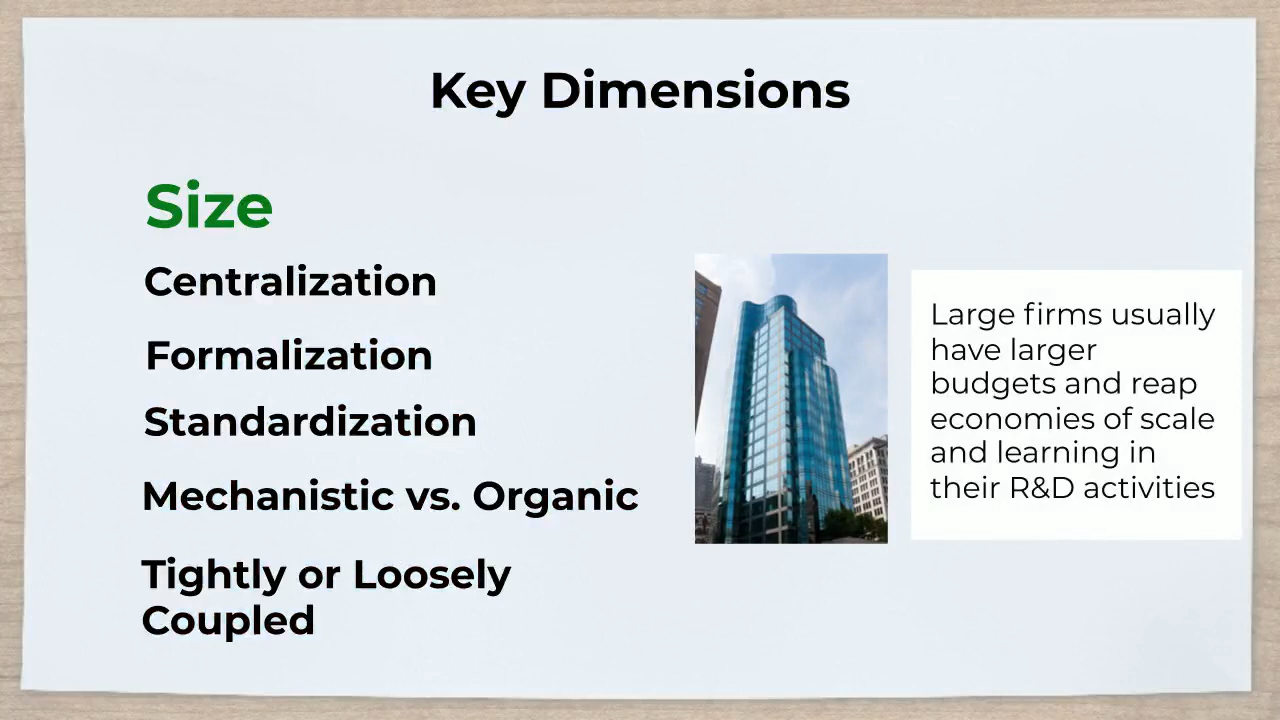 Key Dimensions
Size
Centralization
Formalization
Standardization
Mechanistic vs. Organic
Tightly or Loosely
Coupled
Large firms usually
have larger
budgets and reap
economies of scale
and learning in
their R&D activities